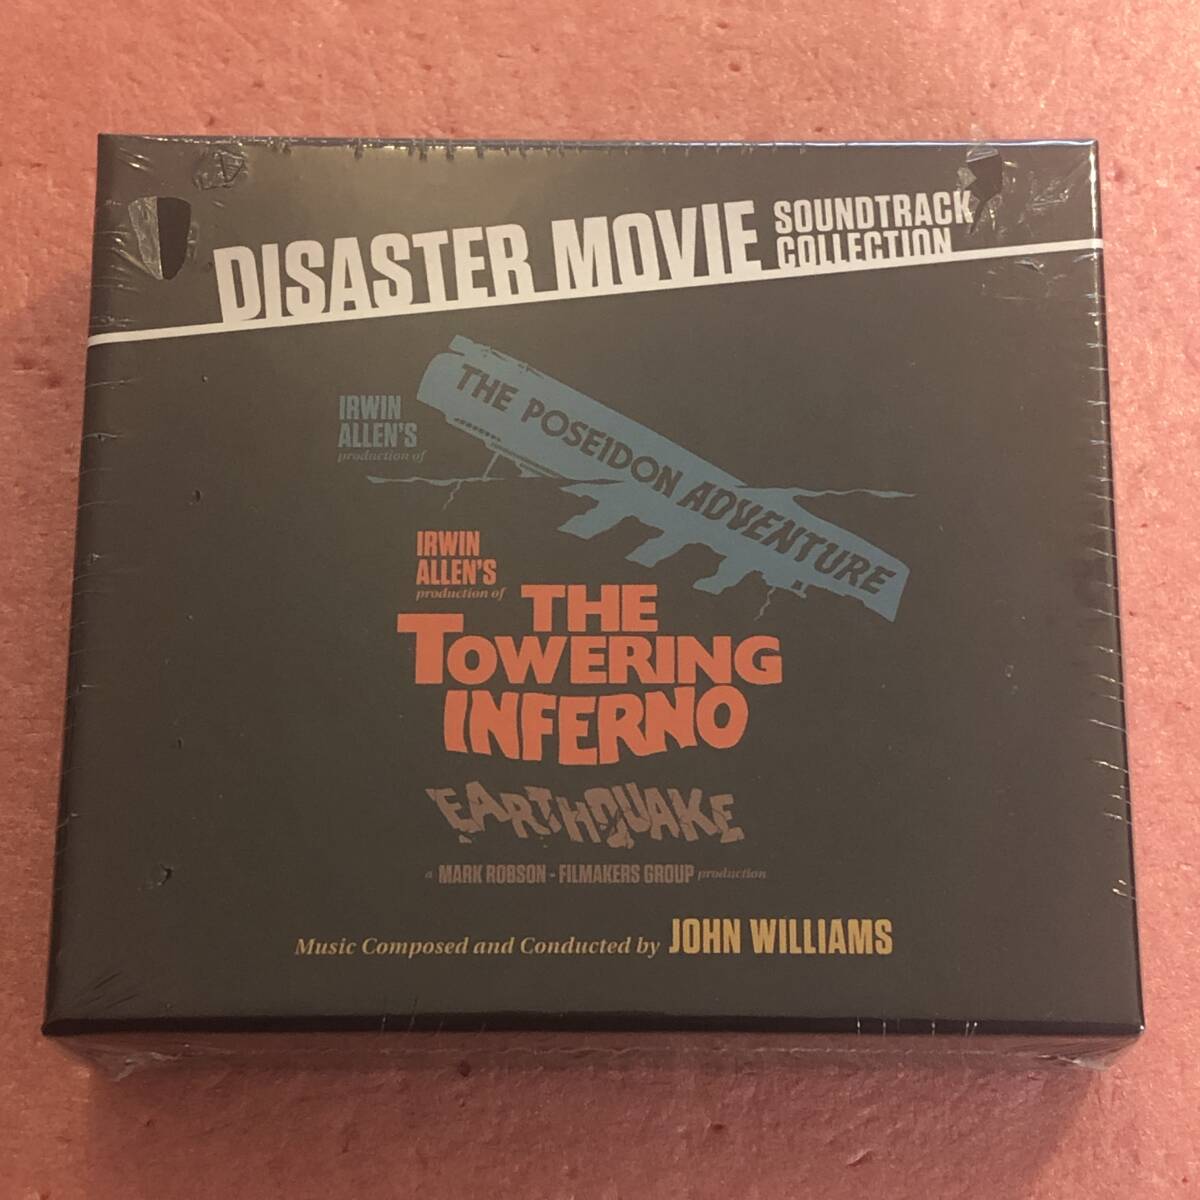 DISASTER MOVIE SOUNDTRACK
COLLECTION
IRWIN
ALLEN'S
production of
THE POSEIDON ADVENTURE
IRWIN
ALLEN'S
production of
THE
TOWERING
INFERNO
EARTHQUAKE
a MARK ROBSON - FILMAKERS GROUP production
Music Composed and Conducted by JOHN WILLIAMS